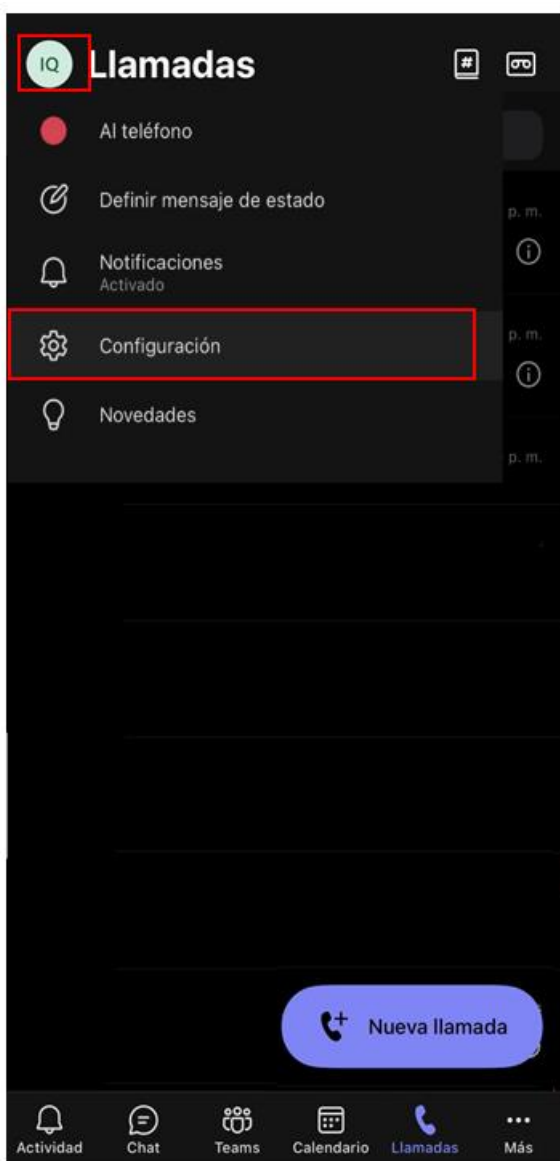 IQ Llamadas
#
Al teléfono
Definir mensaje de estado
p. m.
Notificaciones
Activado
p. m.
Configuración
Novedades
p. m.
Nueva llamada
Actividad Chat Teams Calendario Llamadas Más